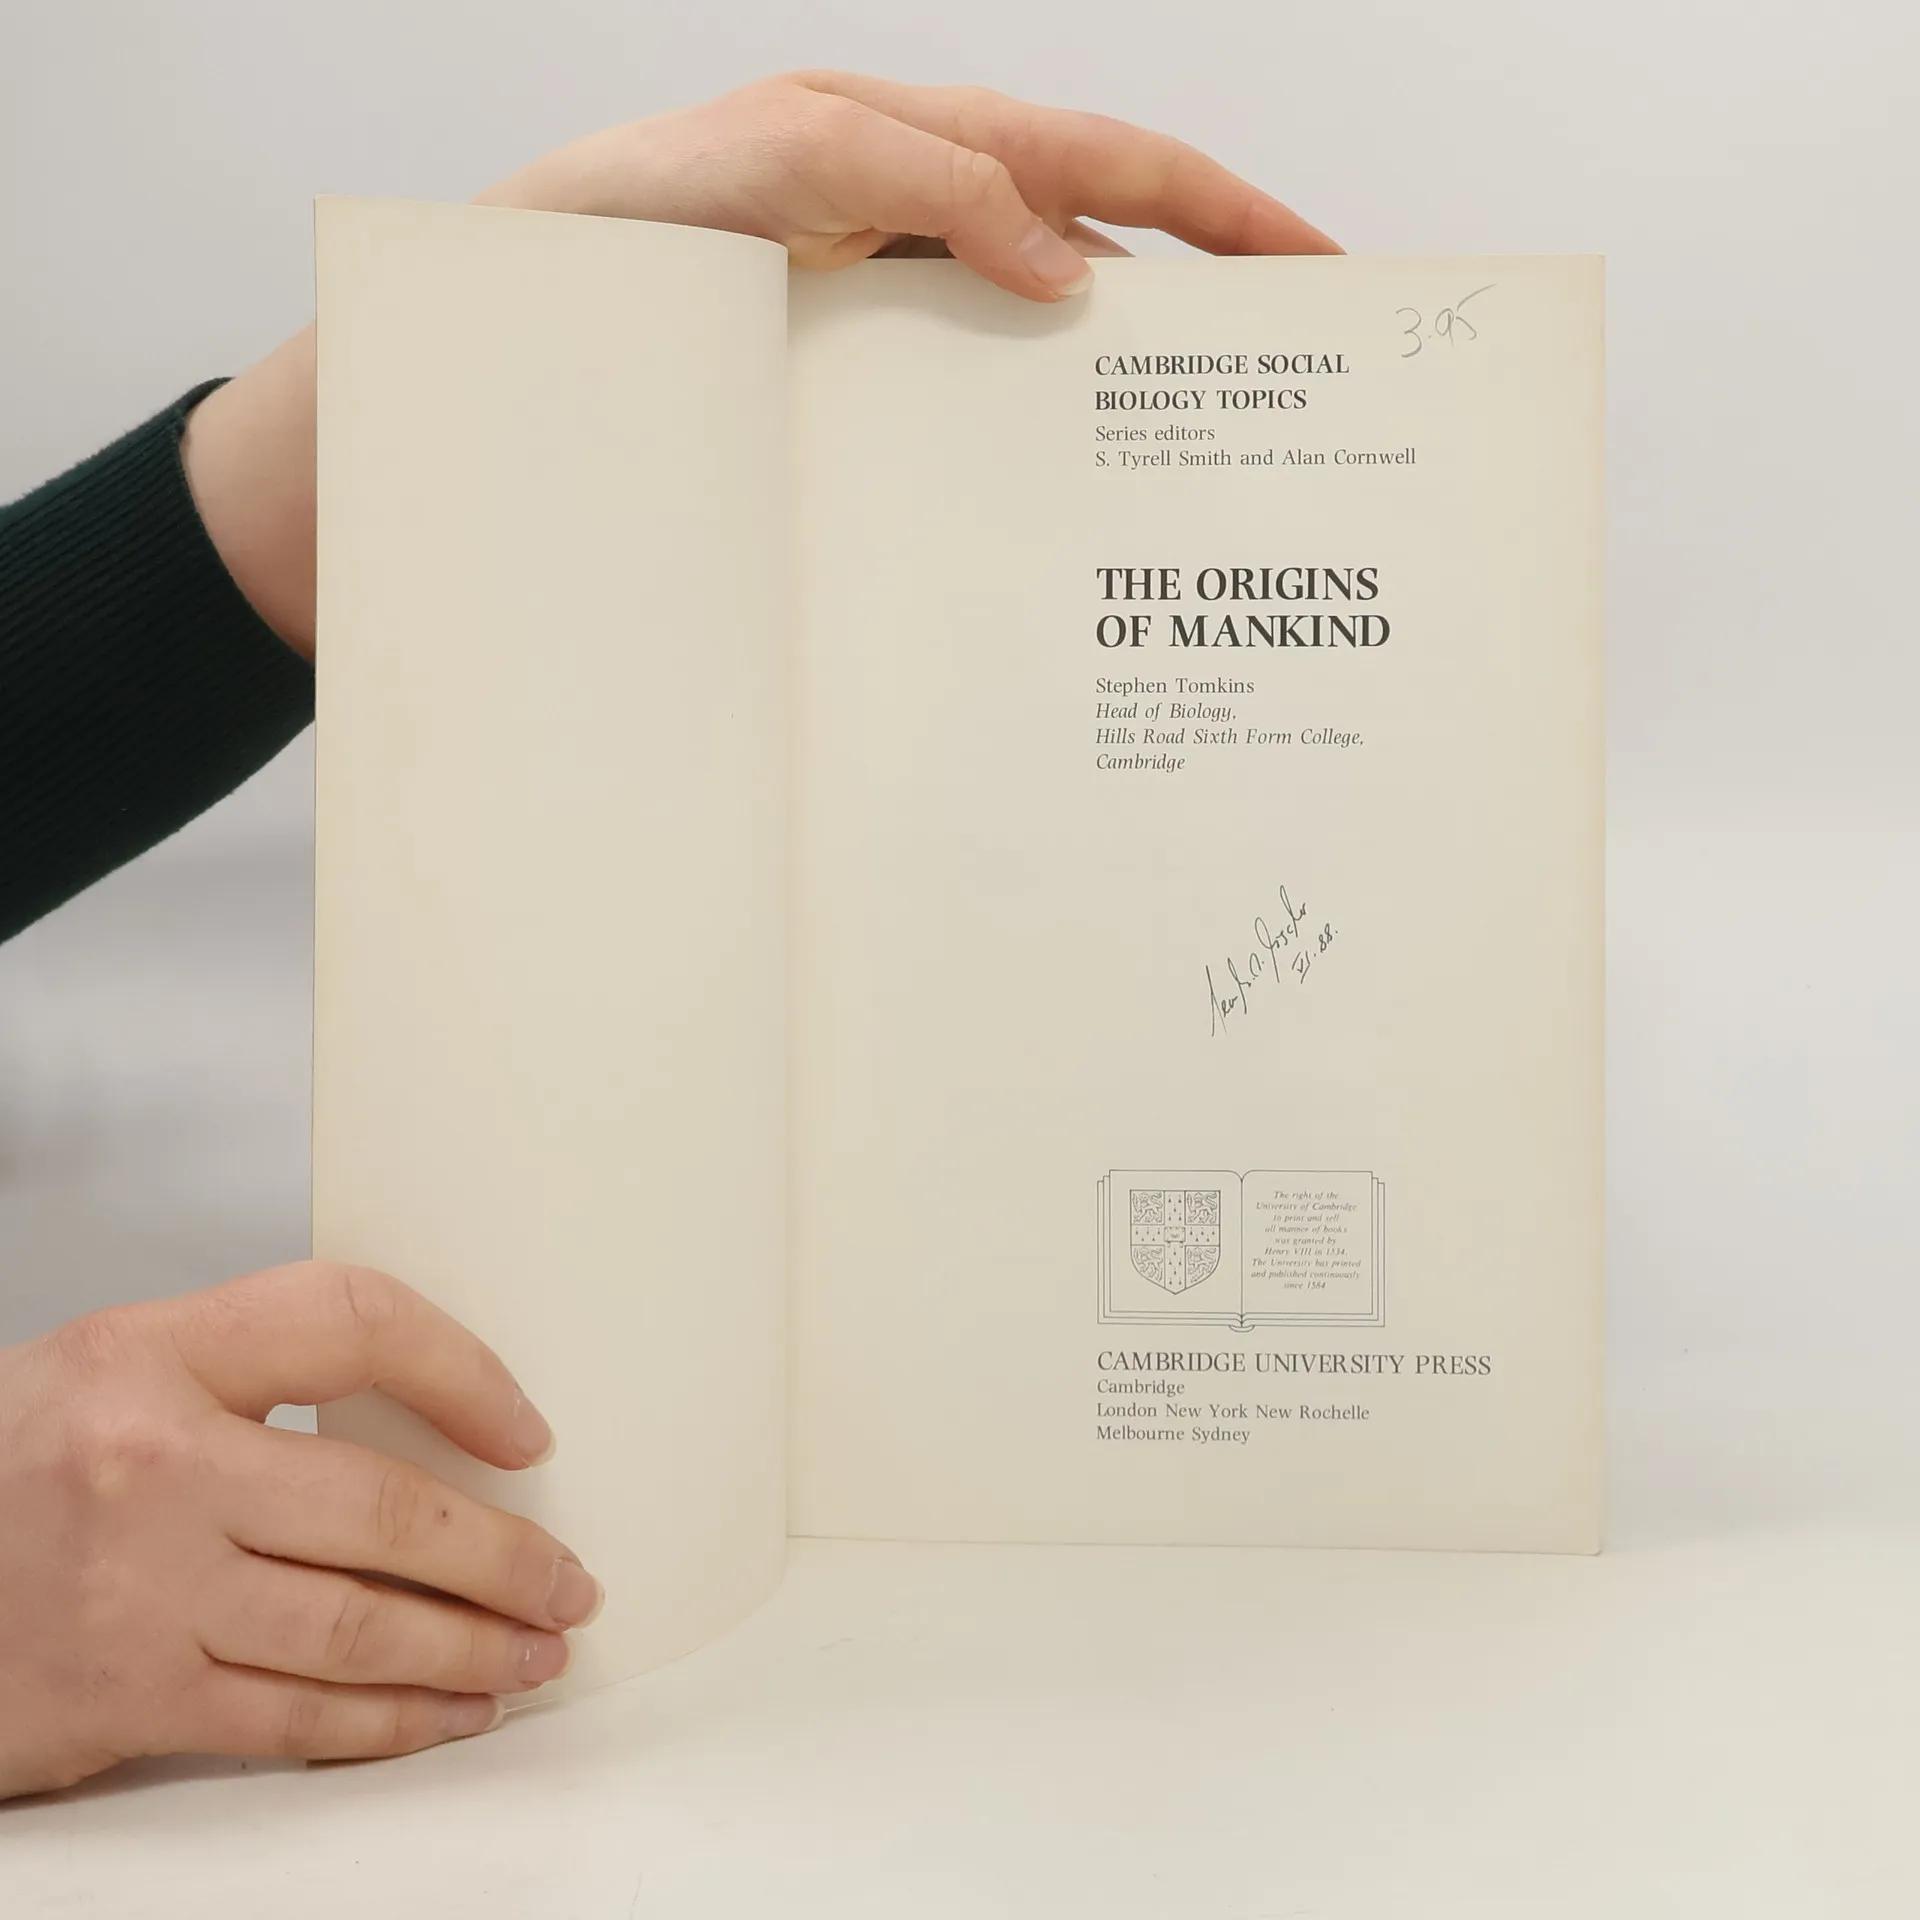 3.95
CAMBRIDGE SOCIAL
BIOLOGY TOPICS
Series editors
S. Tyrell Smith and Alan Cornwell
THE ORIGINS
OF MANKIND
Stephen Tomkins
Head of Biology,
Hills Road Sixth Form College,
Cambridge
VI. 88.
The right of the
University of Cambridge
to print and sell
all manner of books
was granted by
Henry VIII in 1534.
The University has printed
and published continuously
since 1584
CAMBRIDGE UNIVERSITY PRESS
Cambridge
London New York New Rochelle
Melbourne Sydney